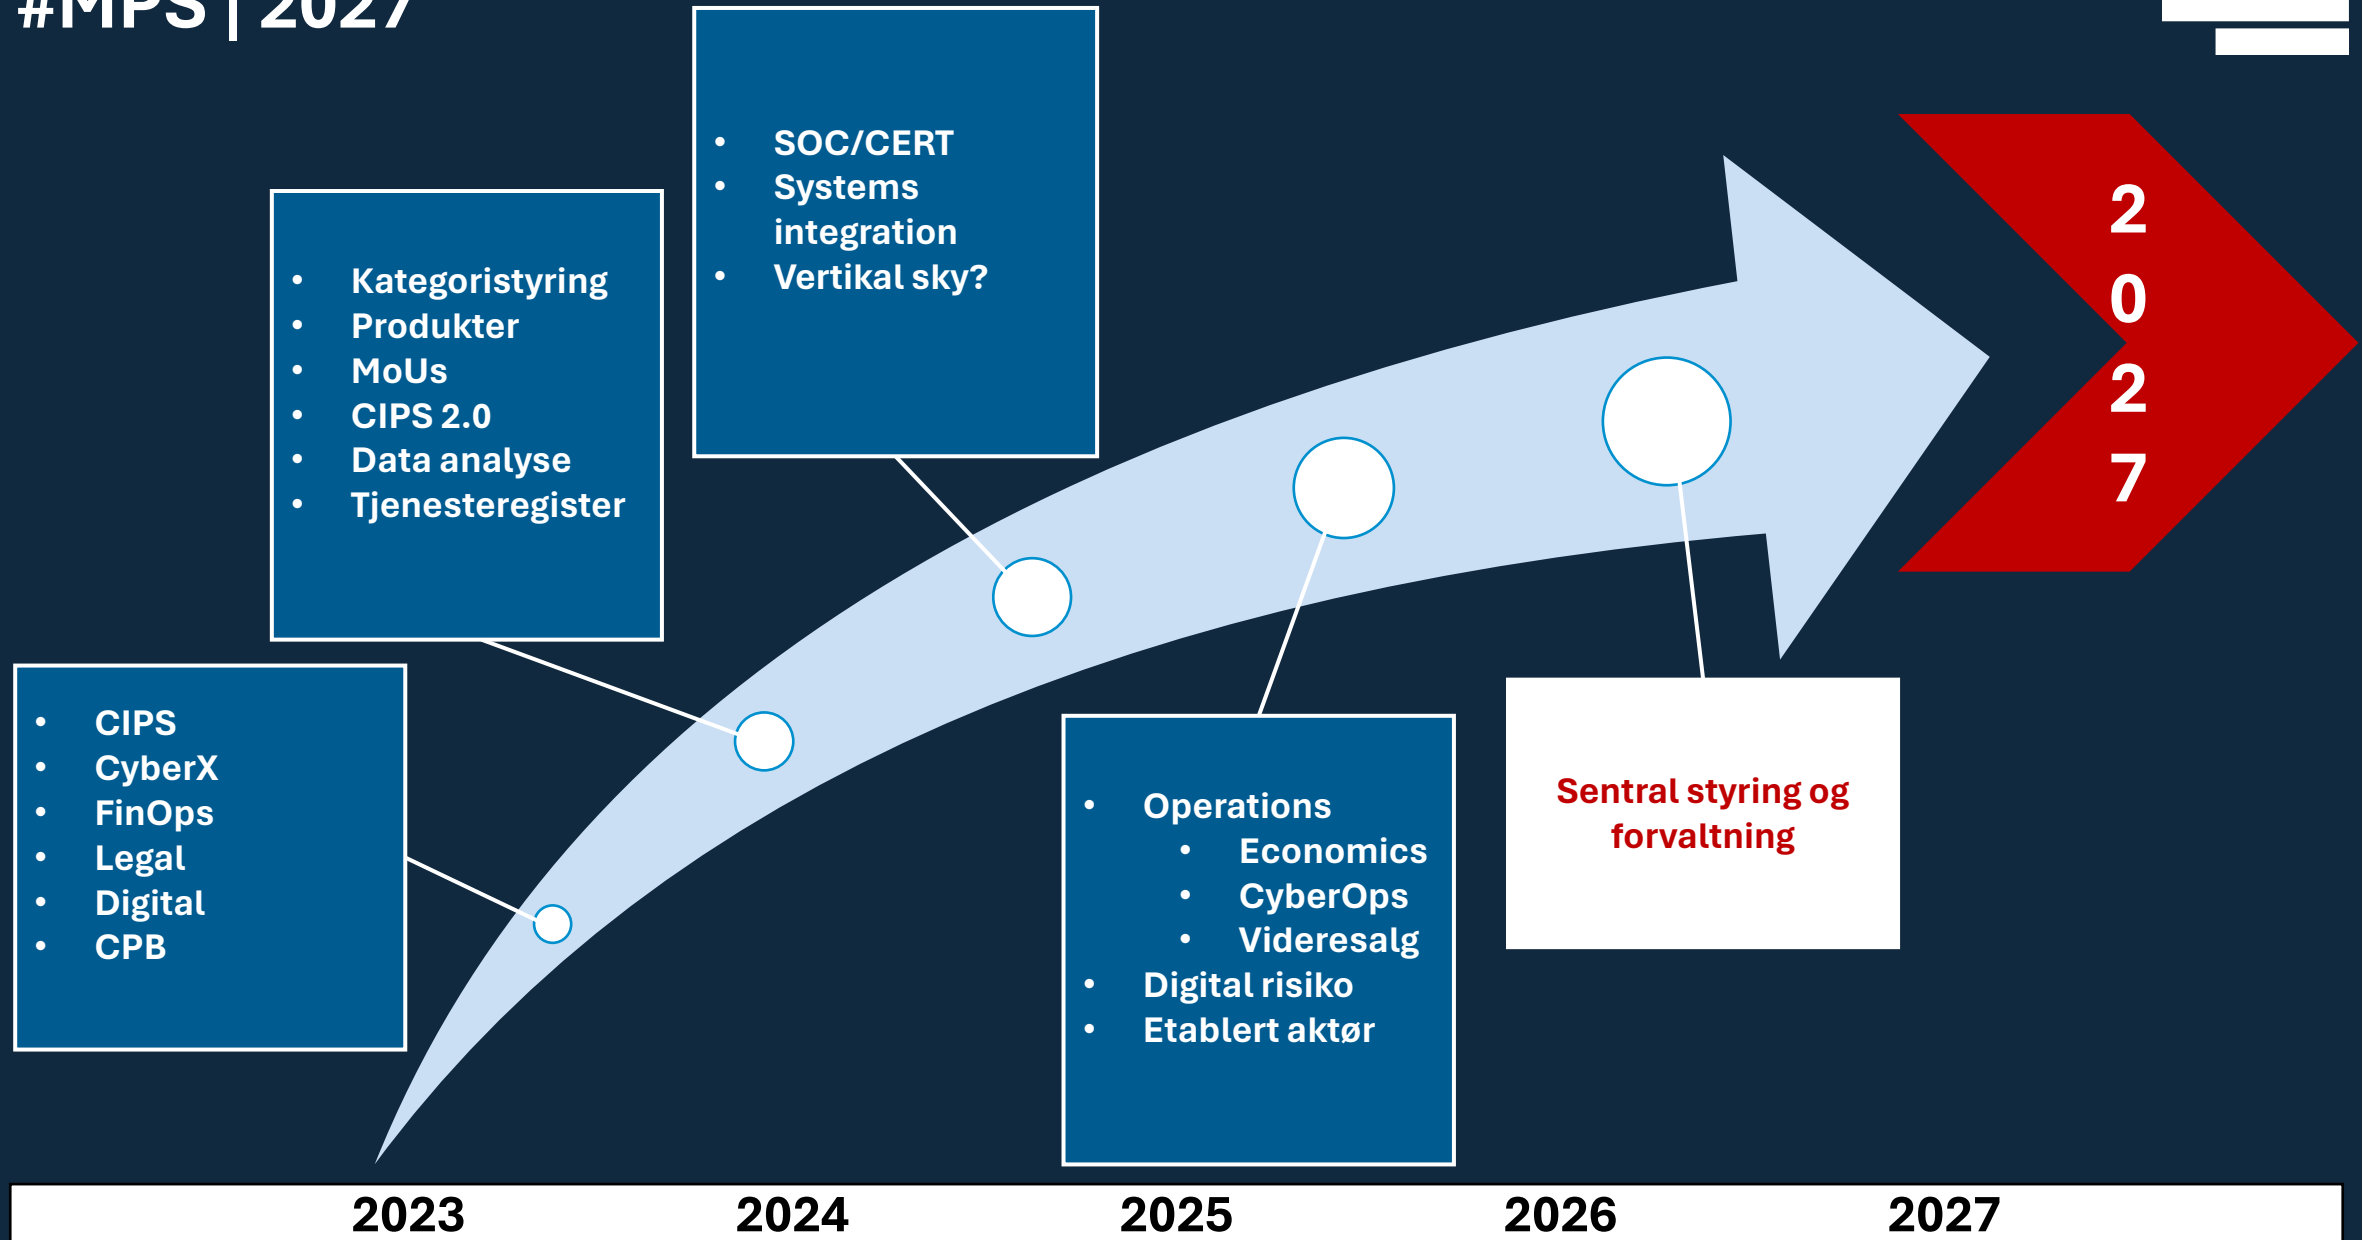 #MPS | 2027
• SOC/CERT
• Systems
integration
• Vertikal sky?
• Kategoristyring
• Produkter
• MoUs
• CIPS 2.0
• Data analyse
• Tjenesteregister
• CIPS
• CyberX
• FinOps
• Legal
• Digital
• CPB
• Operations
• Economics
• CyberOps
• Videresalg
• Digital risiko
• Etablert aktør
Sentral styring og
forvaltning
2
0
2
7
2023 2024 2025 2026 2027